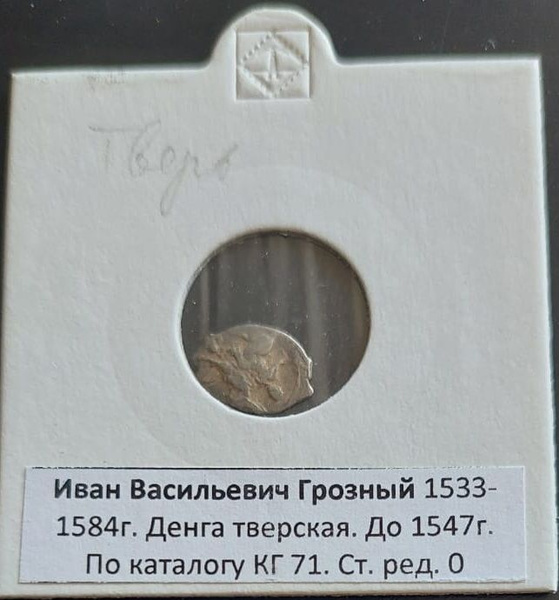 Тверь
Иван Васильевич Грозный 1533-
1584г. Денга тверская. До 1547г.
По каталогу КГ 71. Ст. ред. 0